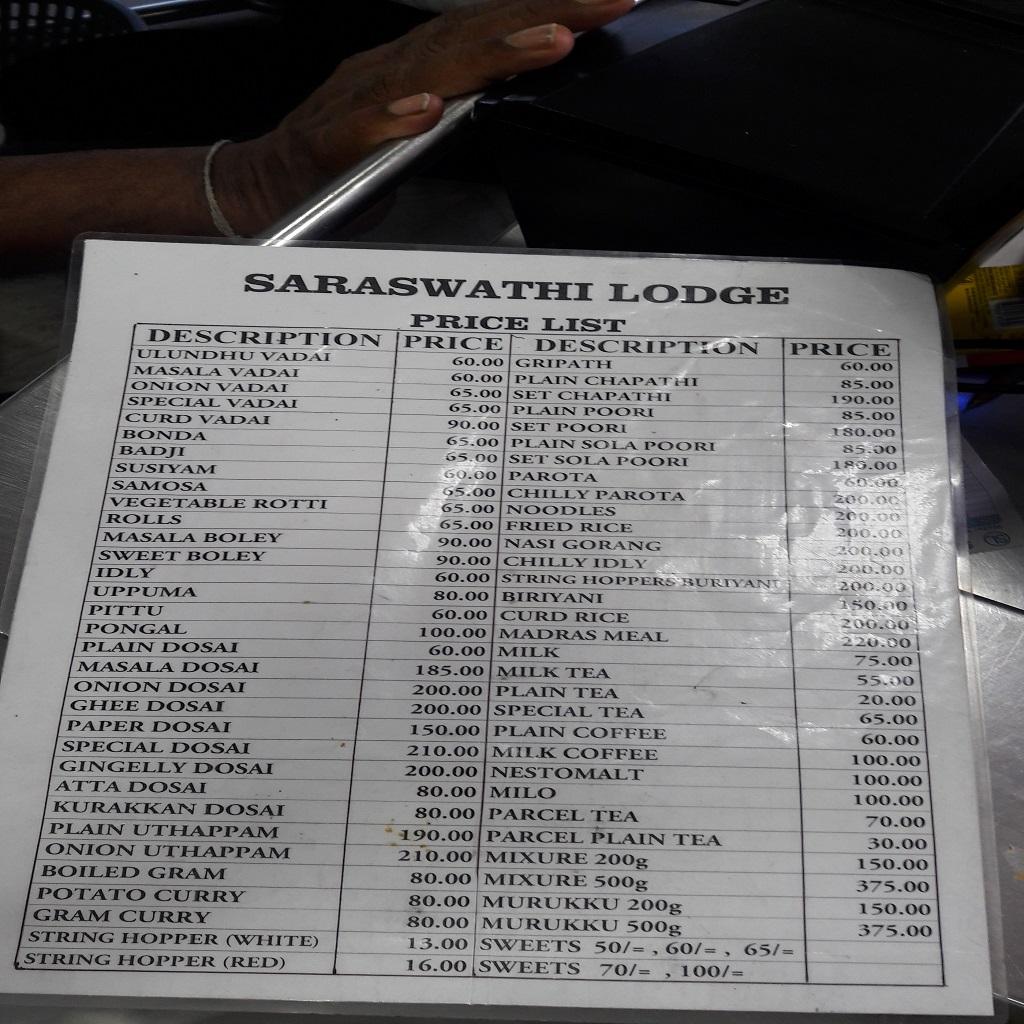 SARASWATHI LODGE
PRICE LIST
DESCRIPTION PRICE DESCRIPTION PRICE
ULUNDHU VADAI 60.00 GRIPATH 60.00
MASALA VADAI 60.00 PLAIN CHAPATHI 85.00
ONION VADAI 65.00 SET CHAPATHI 190.00
SPECIAL VADAI 65.00 PLAIN POORI 85.00
CURD VADAI 90.00 SET POORI 180.00
BONDA 65.00 PLAIN SOLA POORI 85.00
BADJI 65.00 SET SOLA POORI 180.00
SUSIYAM 60.00 PAROTA 60.00
SAMOSA 65.00 CHILLY PAROTA 200.00
VEGETABLE ROTTI 65.00 NOODLES 200.00
ROLLS 65.00 FRIED RICE 200.00
MASALA BOLEY 90.00 NASI GORANG 200.00
SWEET BOLEY 90.00 CHILLY IDLY 200.00
IDLY 60.00 STRING HOPPERS BURIYANI 200.00
UPPUMA 80.00 BIRIYANI 150.00
PITTU 60.00 CURD RICE 200.00
PONGAL 100.00 MADRAS MEAL 220.00
PLAIN DOSAI 60.00 MILK 75.00
MASALA DOSAI 185.00 MILK TEA 55.00
ONION DOSAI 200.00 PLAIN TEA 20.00
GHEE DOSAI 200.00 SPECIAL TEA 65.00
PAPER DOSAI 150.00 PLAIN COFFEE 60.00
SPECIAL DOSAI 210.00 MILK COFFEE 100.00
GINGELLY DOSAI 200.00 NESTOMALT 100.00
ATTA DOSAI 80.00 MILO 100.00
KURAKKAN DOSAI 80.00 PARCEL TEA 70.00
PLAIN UTHAPPAM 190.00 PARCEL PLAIN TEA 30.00
ONION UTHAPPAM 210.00 MIXURE 200g 150.00
BOILED GRAM 80.00 MIXURE 500g 375.00
POTATO CURRY 80.00 MURUKKU 200g 150.00
GRAM CURRY 80.00 MURUKKU 500g 375.00
STRING HOPPER (WHITE) 13.00 SWEETS 50/= , 60/= , 65/=
STRING HOPPER (RED) 16.00 SWEETS 70/= , 100/=